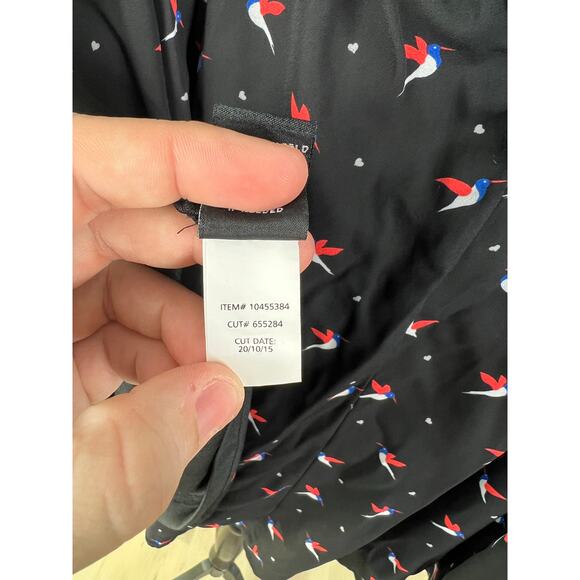 ITEM# 10455384
CUT# 655284
CUT DATE:
20/10/15